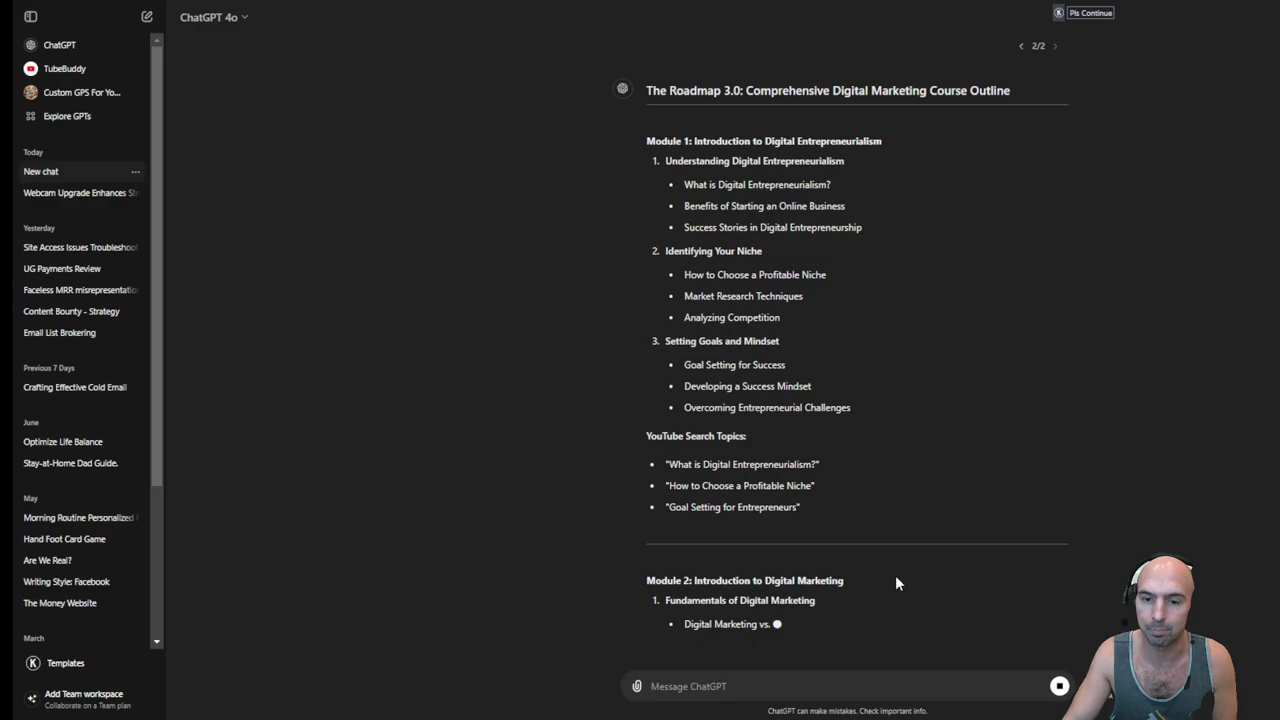 ChatGPT 4o
Pls Continue
2/2
ChatGPT
TubeBuddy
Custom GPS For Yo...
Explore GPTs
Today
New chat
Webcam Upgrade Enhances Str
Yesterday
Site Access Issues Troubleshoot
UG Payments Review
Faceless MRR misrepresentatio
Content Bounty - Strategy
Email List Brokering
Previous 7 Days
Crafting Effective Cold Email
June
Optimize Life Balance
Stay-at-Home Dad Guide.
May
Morning Routine Personalized
Hand Foot Card Game
Are We Real?
Writing Style: Facebook
The Money Website
March
Templates
Add Team workspace
Collaborate on a Team plan
The Roadmap 3.0: Comprehensive Digital Marketing Course Outline
Module 1: Introduction to Digital Entrepreneurialism
1. Understanding Digital Entrepreneurialism
• What is Digital Entrepreneurialism?
• Benefits of Starting an Online Business
• Success Stories in Digital Entrepreneurship
2. Identifying Your Niche
• How to Choose a Profitable Niche
• Market Research Techniques
• Analyzing Competition
3. Setting Goals and Mindset
• Goal Setting for Success
• Developing a Success Mindset
• Overcoming Entrepreneurial Challenges
YouTube Search Topics:
• "What is Digital Entrepreneurialism?"
• "How to Choose a Profitable Niche"
• "Goal Setting for Entrepreneurs"
Module 2: Introduction to Digital Marketing
1. Fundamentals of Digital Marketing
• Digital Marketing vs.
Message ChatGPT
ChatGPT can make mistakes. Check important info.